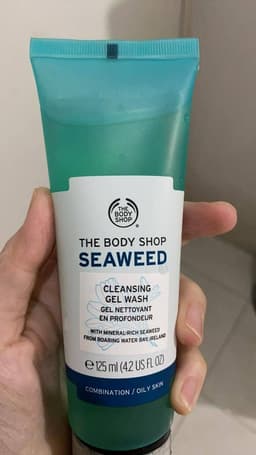 THE
BODY
SHOP
THE BODY SHOP
SEAWEED
CLEANSING
GEL WASH
GEL NETTOYANT
EN PROFONDEUR
WITH MINERAL-RICH SEAWEED
FROM ROARING WATER BAY, IRELAND
℮ 125 ml (4.2 US FL OZ)
COMBINATION / OILY SKIN